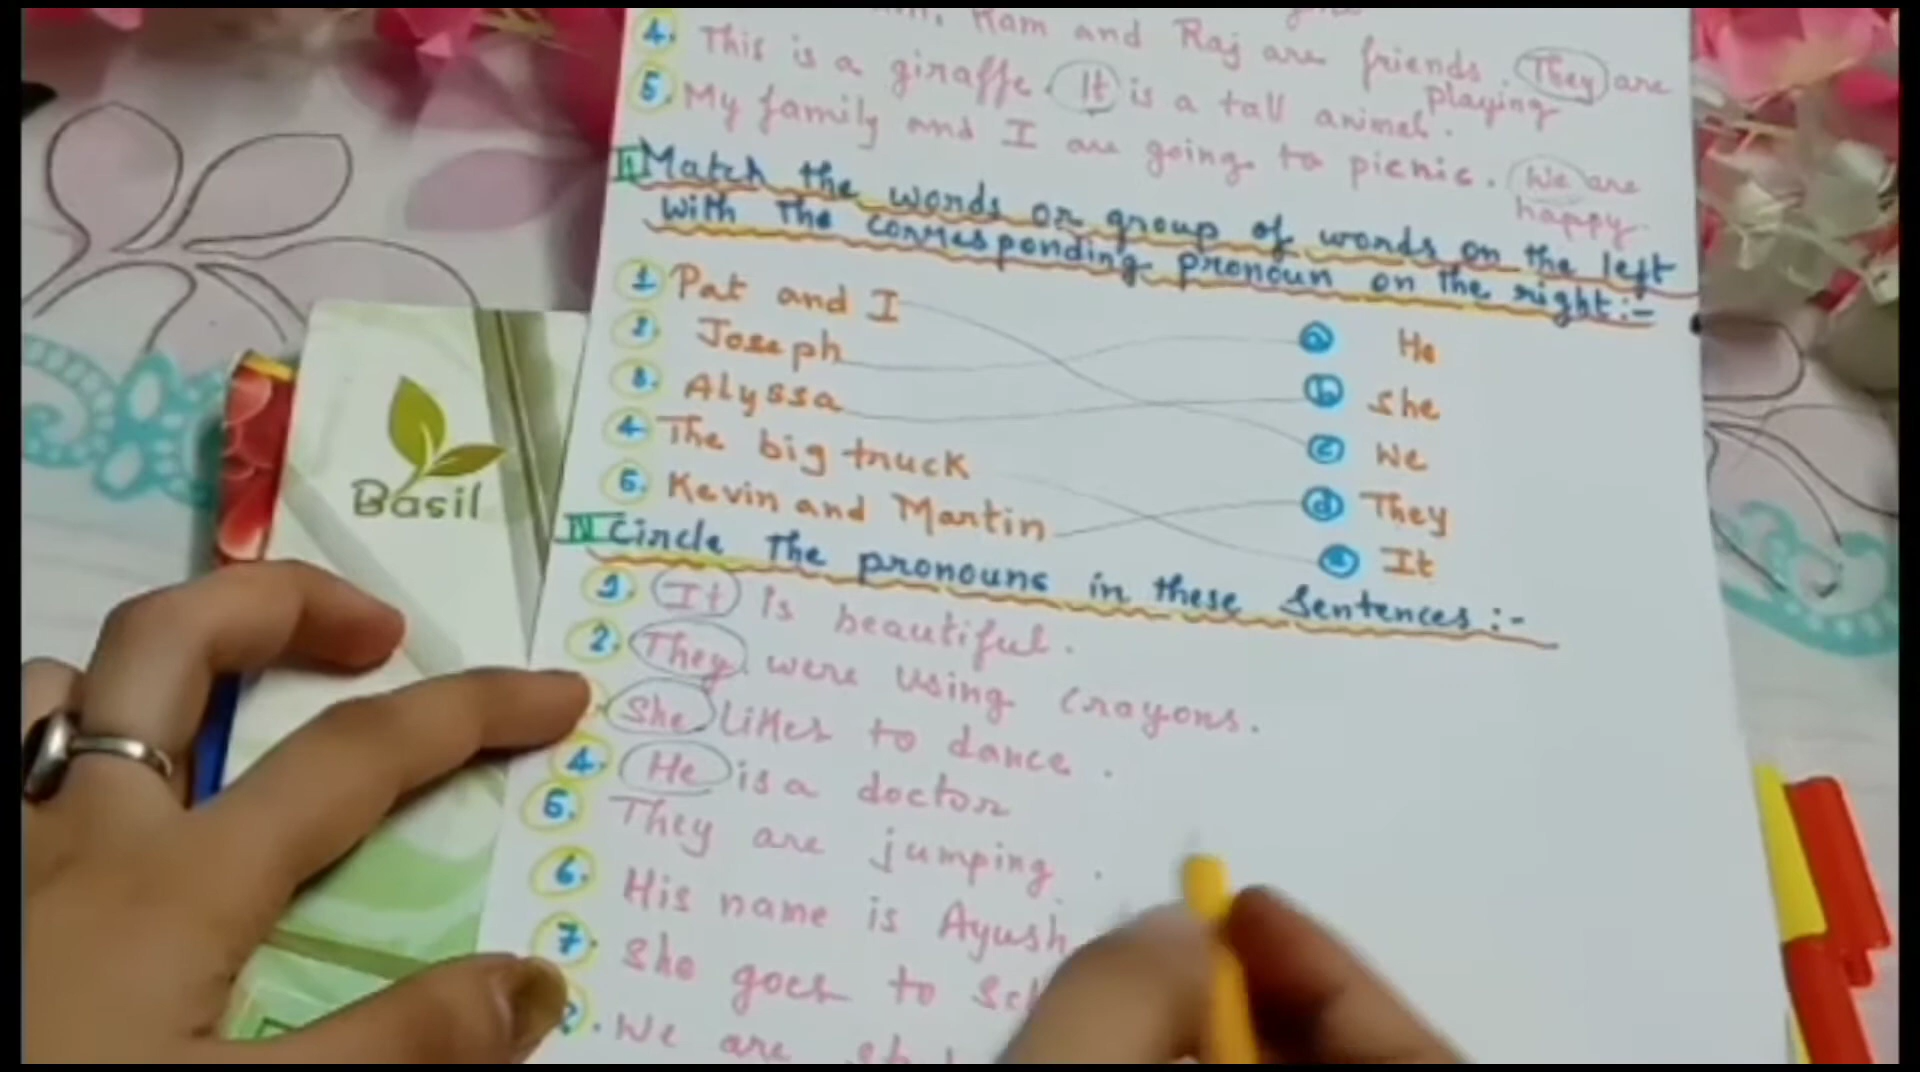 Ram and Raj are friends. They are
playing
4. This is a giraffe. It is a tall animal.
5. My family and I are going to picnic. We are
happy
Match the words or group of words on the left
with the corresponding pronoun on the right:-
1. Pat and I a He
2. Joseph b She
3. Alyssa c We
4. The big truck d They
5. Kevin and Martin e It
IV Circle the pronouns in these Sentences:-
1. It is beautiful.
2. They were using crayons.
She likes to dance.
4. He is a doctor
5. They are jumping.
6. His name is Ayush
7. She goes to
8. We are
Basil